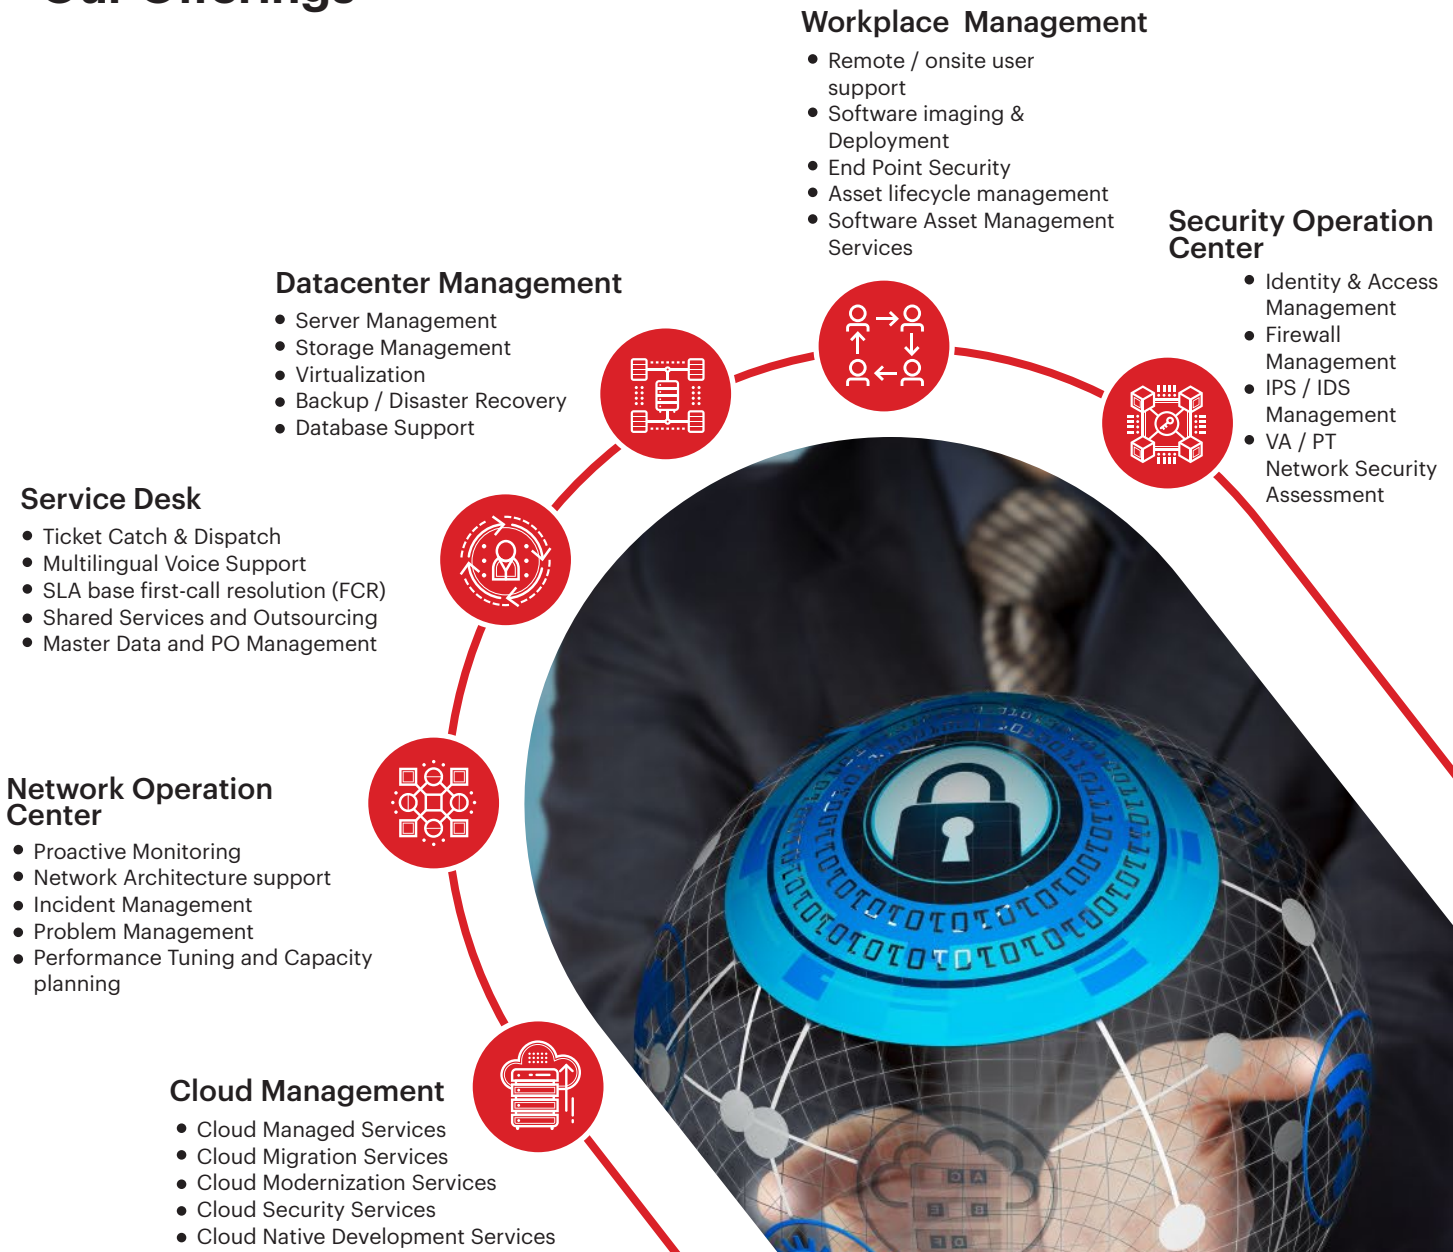 Our Offerings
Workplace Management
Remote / onsite user
support
Software imaging &
Deployment
End Point Security
Asset lifecycle management
Software Asset Management
Services
Security Operation
Center
Identity & Access
Management
Firewall
Management
IPS / IDS
Management
VA / PT
Network Security
Assessment
Datacenter Management
Server Management
Storage Management
Virtualization
Backup / Disaster Recovery
Database Support
Service Desk
Ticket Catch & Dispatch
Multilingual Voice Support
SLA base first-call resolution (FCR)
Shared Services and Outsourcing
Master Data and PO Management
Network Operation
Center
Proactive Monitoring
Network Architecture support
Incident Management
Problem Management
Performance Tuning and Capacity
planning
Cloud Management
Cloud Managed Services
Cloud Migration Services
Cloud Modernization Services
Cloud Security Services
Cloud Native Development Services